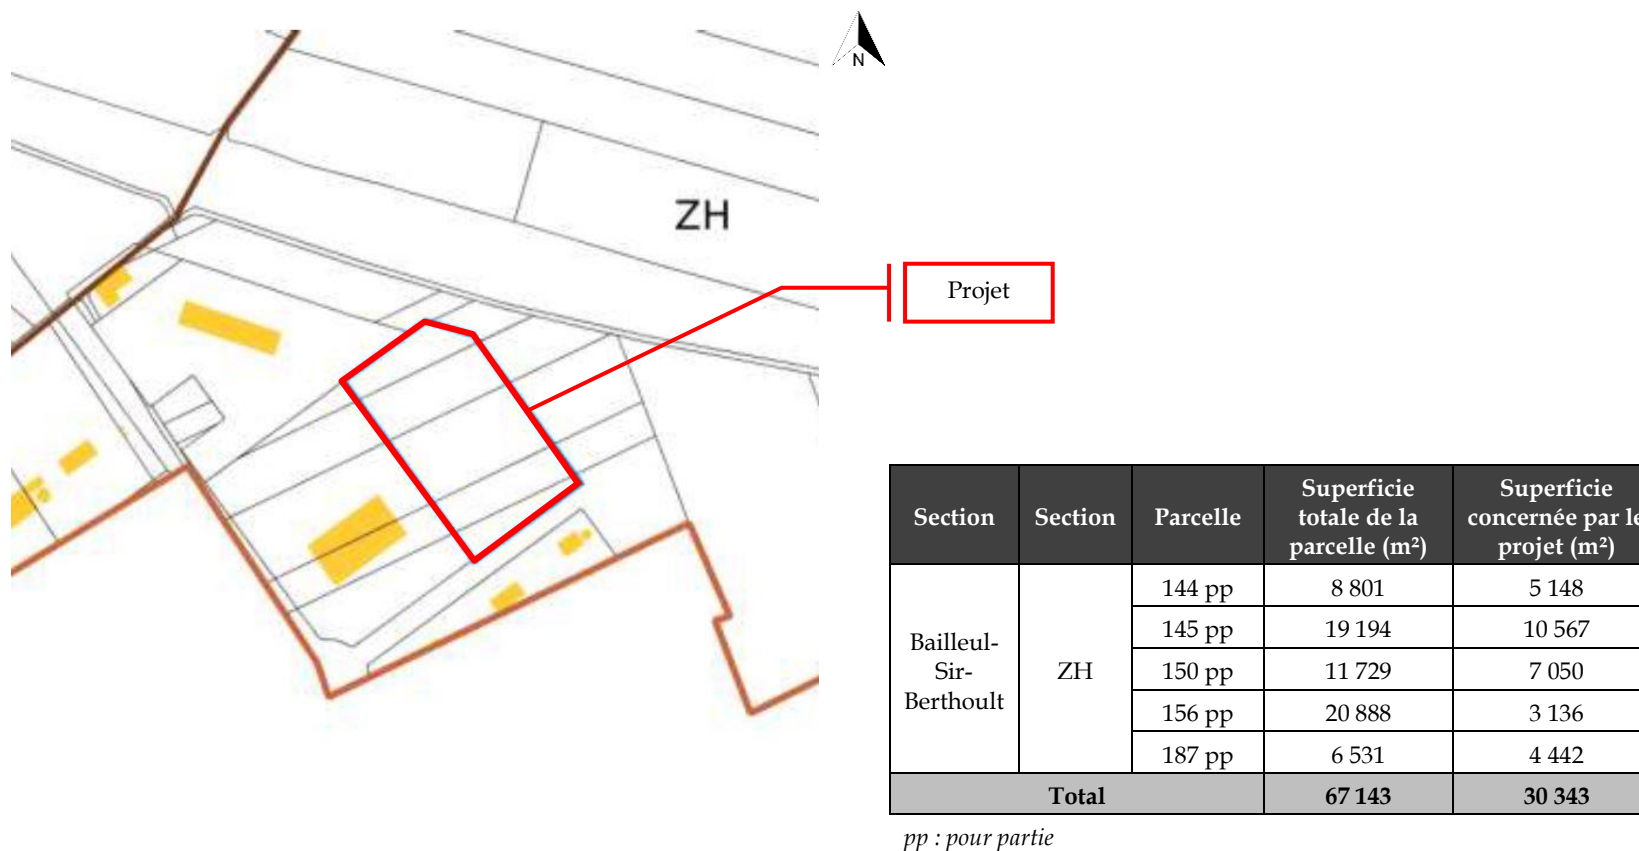 N
ZH
Projet
Section Section Parcelle Superficie totale de la parcelle (m²) Superficie concernée par le projet (m²)
Bailleul-Sir-Berthoult ZH 144 pp 8 801 5 148
145 pp 19 194 10 567
150 pp 11 729 7 050
156 pp 20 888 3 136
187 pp 6 531 4 442
Total 67 143 30 343
pp : pour partie